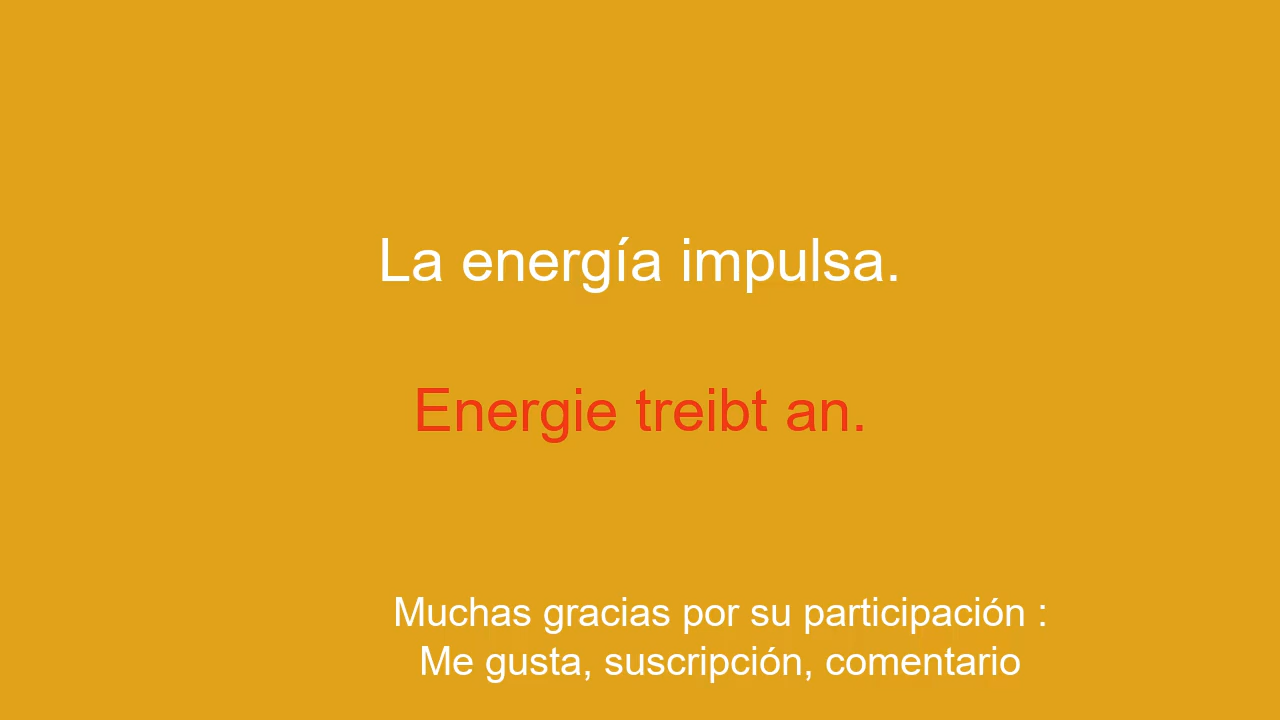 La energía impulsa.
Energie treibt an.
Muchas gracias por su participación :
Me gusta, suscripción, comentario